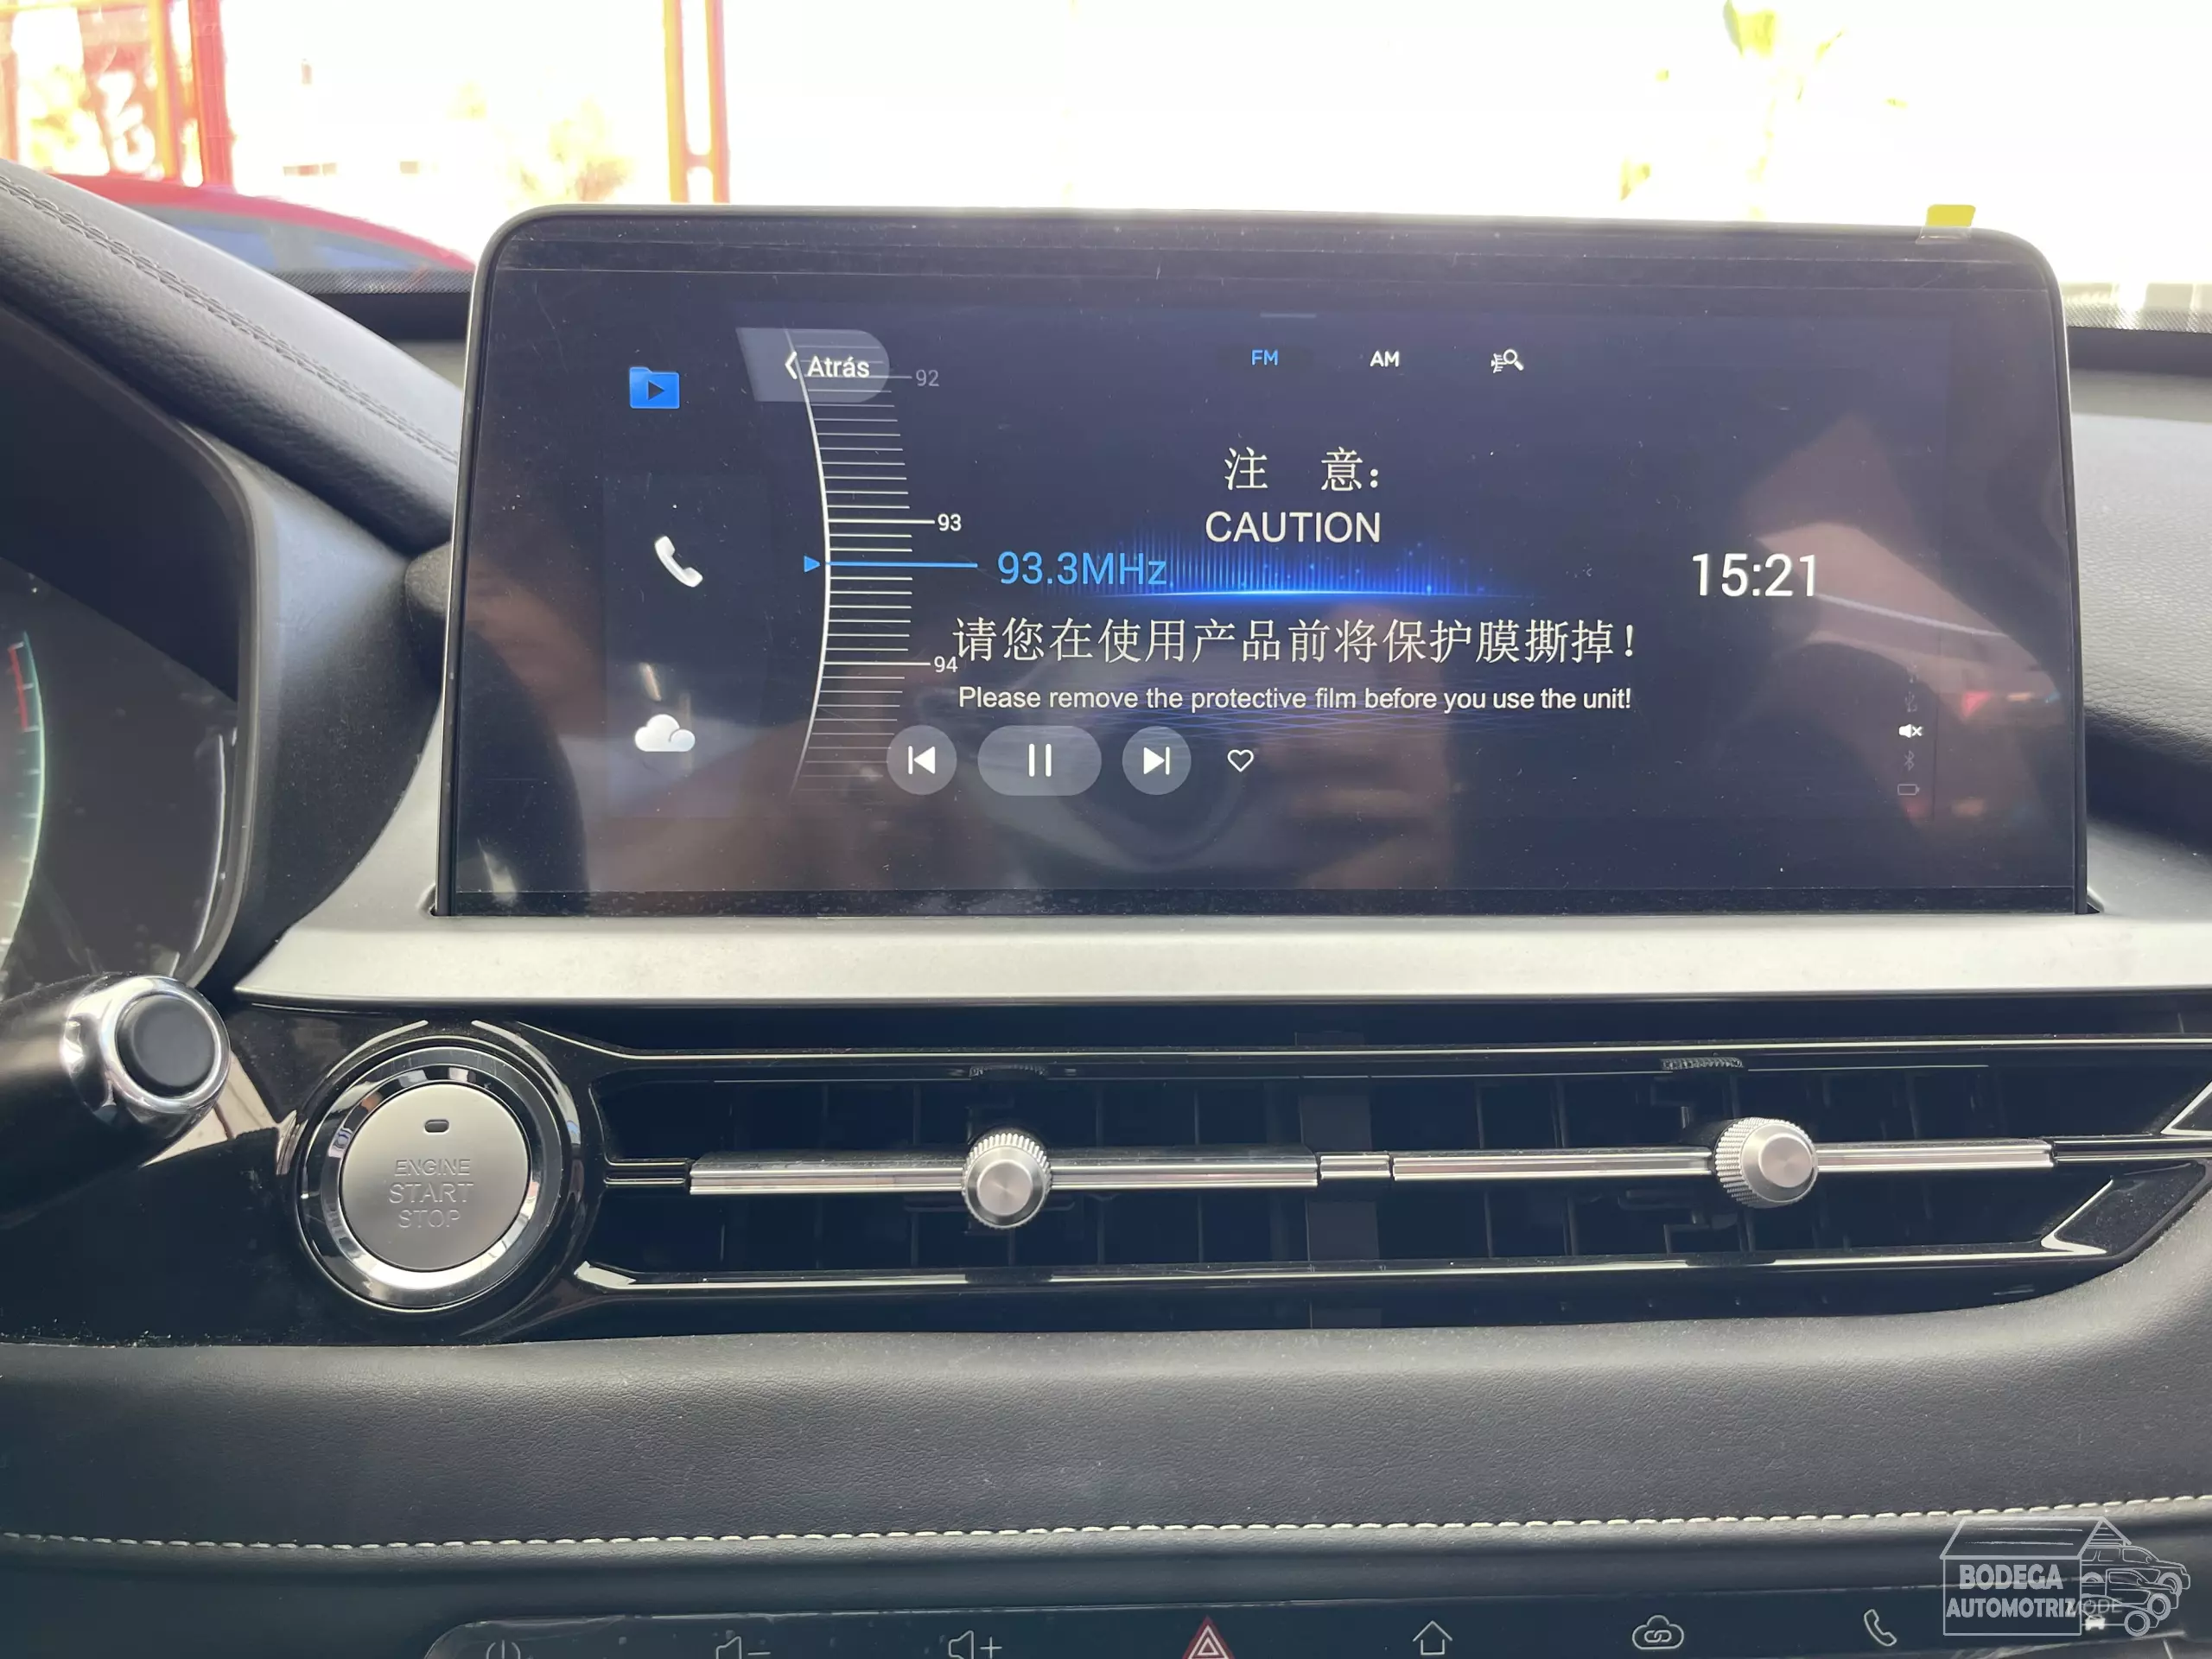 Atrás
92
FM
AM
注 意:
CAUTION
93
93.3MHz
15:21
请您在使用产品前将保护膜撕掉!
94
Please remove the protective film before you use the unit!
ENGINE
START
STOP
BODEGA
AUTOMOTRIZ
MODE